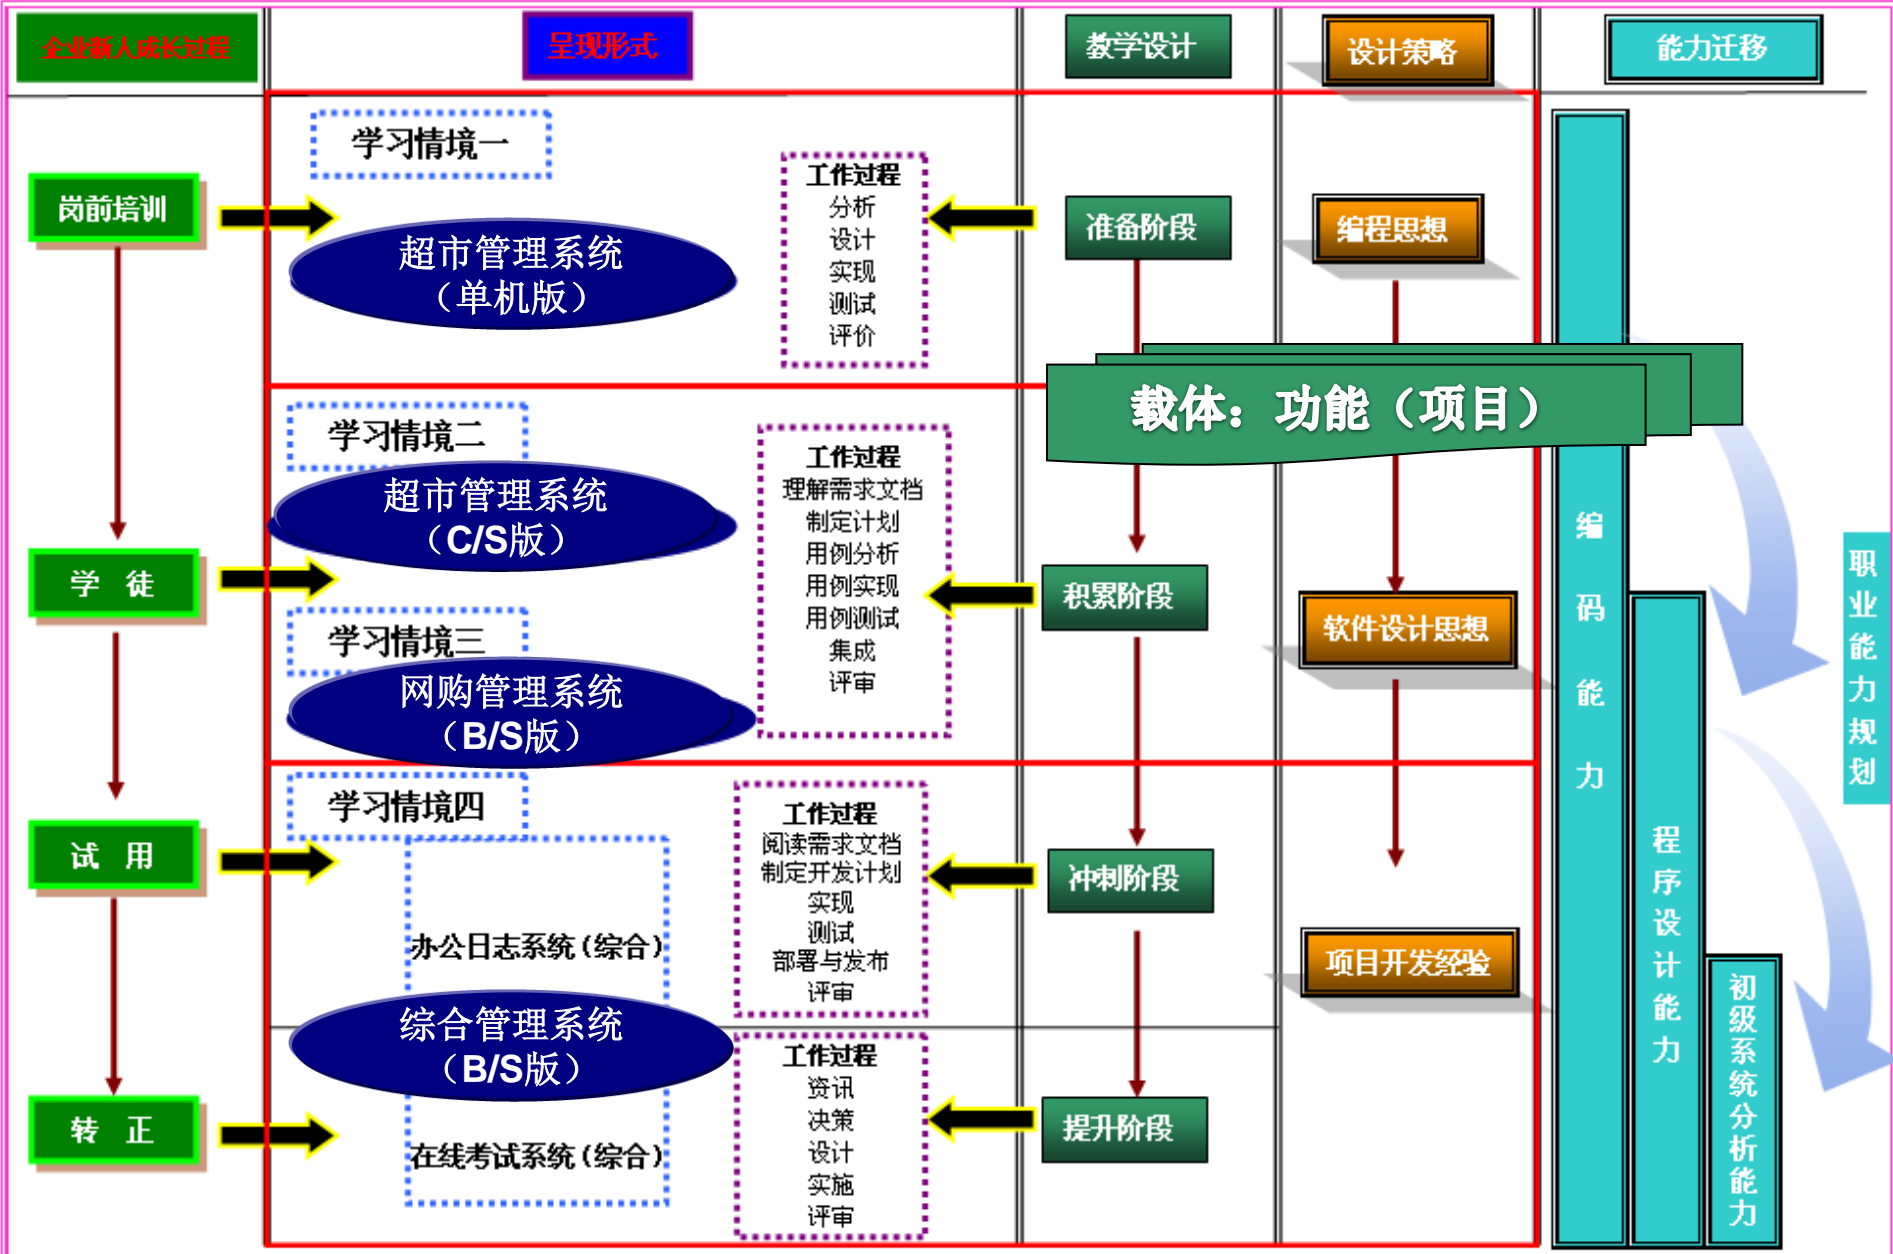 企业新人成长过程
呈现形式
教学设计
设计策略
能力迁移
岗前培训
学习情境一
超市管理系统
（单机版）
工作过程
分析
设计
实现
测试
评价
准备阶段
编程思想
载体：功能（项目）
学习情境二
超市管理系统
（C/S版）
学 徒
学习情境三
网购管理系统
（B/S版）
工作过程
理解需求文档
制定计划
用例分析
用例实现
用例测试
集成
评审
积累阶段
软件设计思想
试 用
学习情境四
办公日志系统(综合)
综合管理系统
（B/S版）
在线考试系统(综合)
工作过程
阅读需求文档
制定开发计划
实现
测试
部署与发布
评审
冲刺阶段
项目开发经验
转 正
工作过程
资讯
决策
设计
实施
评审
提升阶段
编码能力
程序设计能力
初级系统分析能力
职业能力规划